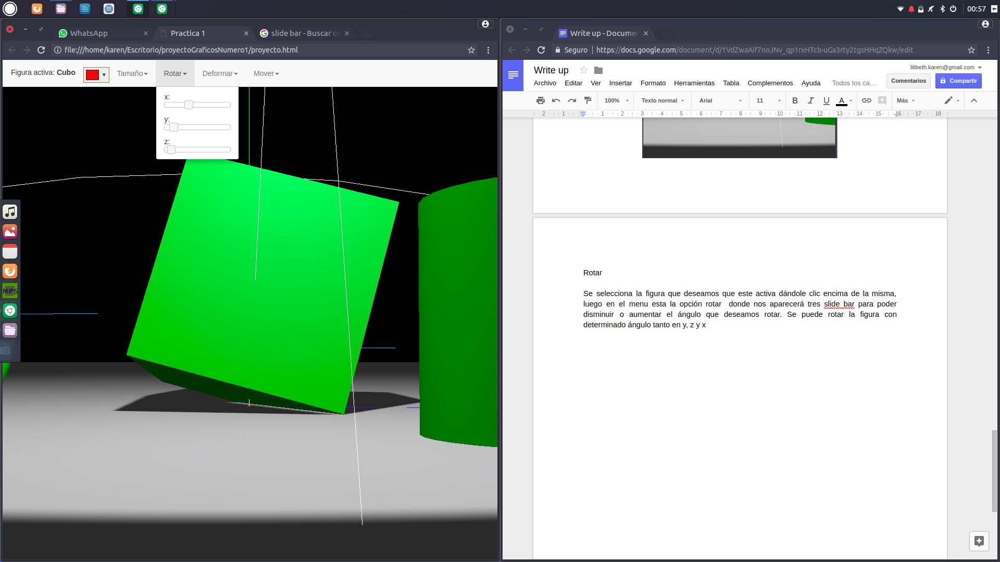 00:57
WhatsApp
Practica 1
slide bar - Buscar co
file:///home/karen/Escritorio/proyectoGraficosNumero1/proyecto.html
Figura activa: Cubo
Tamaño
Rotar
Deformar
Mover
x:
y:
z:
MIPS
Write up - Documen
Seguro
https://docs.google.com/document/d/1VdZwaAif7noJNv_qp1rxHTcb-uGa3rty2tgsHHqZQkw/edit
Write up
lilibeth.karen@gmail.com
Archivo Editar Ver Insertar Formato Herramientas Tabla Complementos Ayuda Todos los ca…
Comentarios
Compartir
100% Texto normal Arial 11 B I U A Más
2 1 1 2 3 4 5 6 7 8 9 10 11 12 13 14 15 16 17 18
Rotar
Se selecciona la figura que deseamos que este activa dándole clic encima de la misma,
luego en el menu esta la opción rotar donde nos aparecerá tres slide bar para poder
disminuir o aumentar el ángulo que deseamos rotar. Se puede rotar la figura con
determinado ángulo tanto en y, z y x